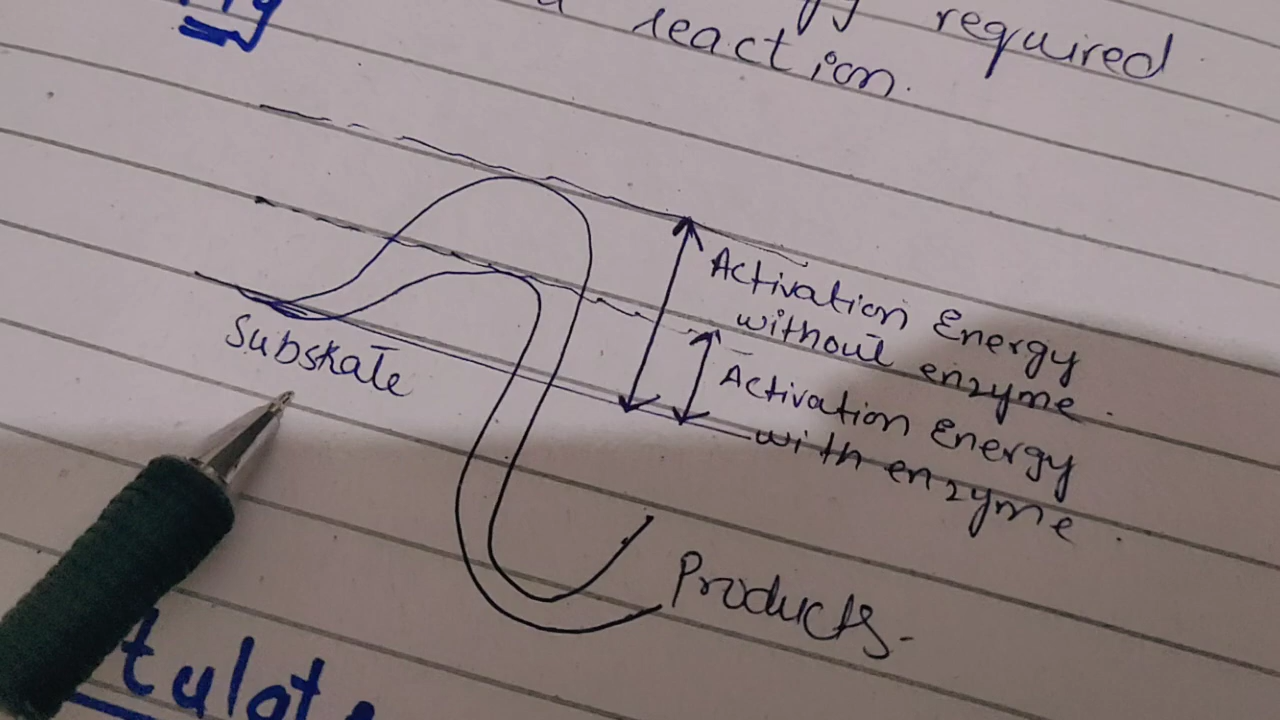 required
reaction.
Activation Energy
without enzyme.
Substrate
Activation Energy
with enzyme.
Products.